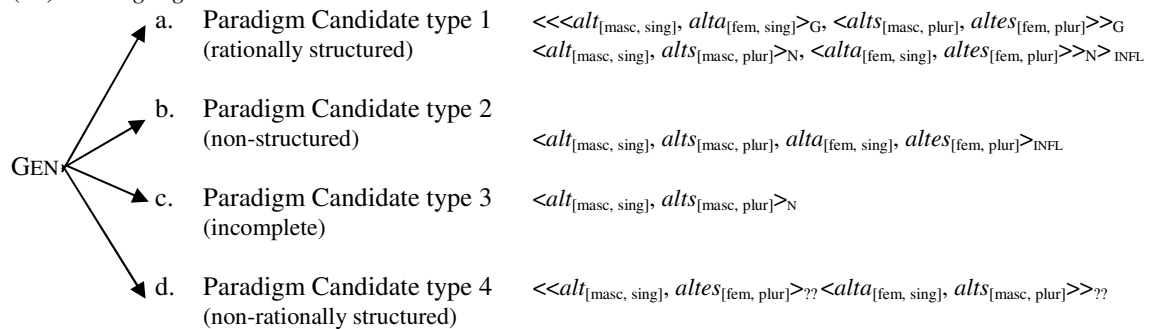 a. Paradigm Candidate type 1 <<<alt[masc, sing], alta[fem, sing]>G, <alts[masc, plur], altes[fem, plur]>>G
(rationally structured) <alt[masc, sing], alts[masc, plur]>N, <alta[fem, sing], altes[fem, plur]>>N> INFL
b. Paradigm Candidate type 2
(non-structured) <alt[masc, sing], alts[masc, plur], alta[fem, sing], altes[fem, plur]>INFL
GEN
c. Paradigm Candidate type 3 <alt[masc, sing], alts[masc, plur]>N
(incomplete)
d. Paradigm Candidate type 4 <<alt[masc, sing], altes[fem, plur]>?? <alta[fem, sing], alts[masc, plur]>>??
(non-rationally structured)